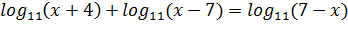 log₁₁(x + 4) + log₁₁(x − 7) = log₁₁(7 − x)